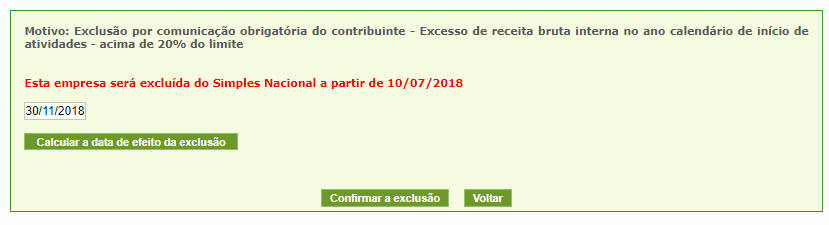 Motivo: Exclusão por comunicação obrigatória do contribuinte - Excesso de receita bruta interna no ano calendário de início de
atividades - acima de 20% do limite
Esta empresa será excluída do Simples Nacional a partir de 10/07/2018
30/11/2018
Calcular a data de efeito da exclusão
Confirmar a exclusão Voltar